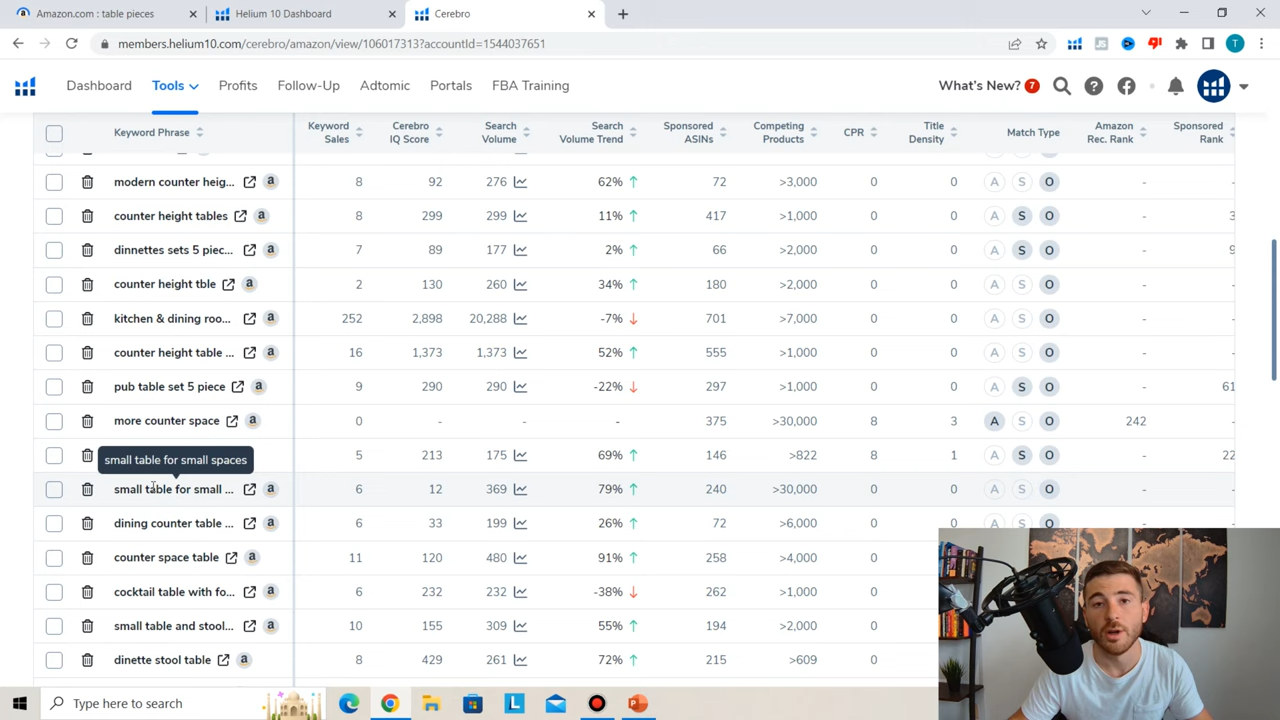 Amazon.com : table pieces
Helium 10 Dashboard
Cerebro
members.helium10.com/cerebro/amazon/view/106017313?accountId=1544037651
T
Dashboard Tools Profits Follow-Up Adtomic Portals FBA Training What's New? 7
Keyword Phrase Keyword Sales Cerebro IQ Score Search Volume Search Volume Trend Sponsored ASINs Competing Products CPR Title Density Match Type Amazon Rec. Rank Sponsored Rank
modern counter heig... a 8 92 276 62% ↑ 72 >3,000 0 0 A S O -
counter height tables a 8 299 299 11% ↑ 417 >1,000 0 0 A S O - 3
dinnettes sets 5 piec... a 7 89 177 2% ↑ 66 >2,000 0 0 A S O - 9
counter height tble a 2 130 260 34% ↑ 180 >2,000 0 0 A S O - -
kitchen & dining roo... a 252 2,898 20,288 -7% ↓ 701 >7,000 0 0 A S O - -
counter height table ... a 16 1,373 1,373 52% ↑ 555 >1,000 0 0 A S O - -
pub table set 5 piece a 9 290 290 -22% ↓ 297 >1,000 0 0 A S O - 61
more counter space a 0 - - - 375 >30,000 8 3 A S O 242
small table for small spaces 5 213 175 69% ↑ 146 >822 8 1 A S O - 22
small table for small ... a 6 12 369 79% ↑ 240 >30,000 0 0 A S O - -
dining counter table ... a 6 33 199 26% ↑ 72 >6,000 0 0 A S O
counter space table a 11 120 480 91% ↑ 258 >4,000 0
cocktail table with fo... a 6 232 232 -38% ↓ 262 >1,000 0
small table and stool... a 10 155 309 55% ↑ 194 >2,000 0
dinette stool table a 8 429 261 72% ↑ 215 >609 0
Type here to search